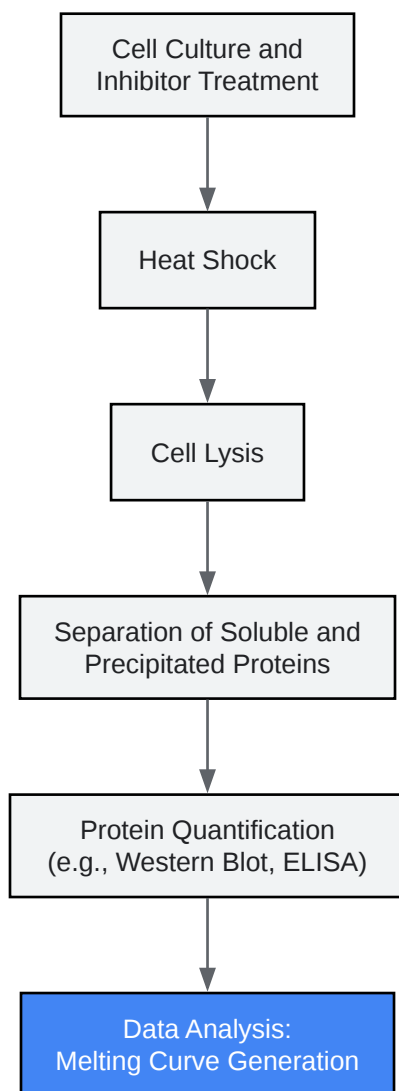 Cell Culture and
Inhibitor Treatment
Heat Shock
Cell Lysis
Separation of Soluble and
Precipitated Proteins
Protein Quantification
(e.g., Western Blot, ELISA)
Data Analysis:
Melting Curve Generation